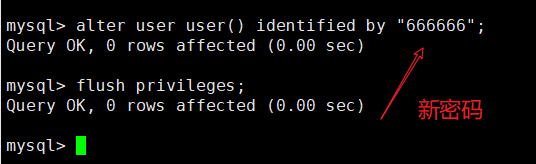 mysql> alter user user() identified by "666666";
Query OK, 0 rows affected (0.00 sec)
mysql> flush privileges;
Query OK, 0 rows affected (0.00 sec)
新密码
mysql>